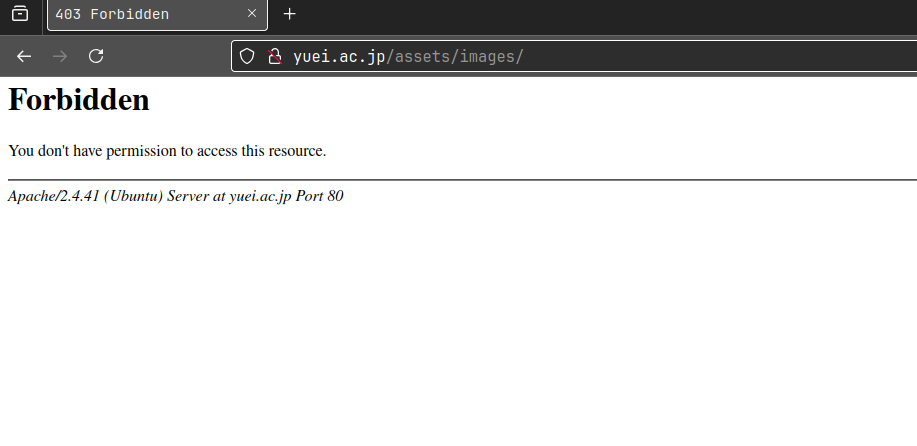 403 Forbidden
yuei.ac.jp/assets/images/
Forbidden
You don't have permission to access this resource.
Apache/2.4.41 (Ubuntu) Server at yuei.ac.jp Port 80